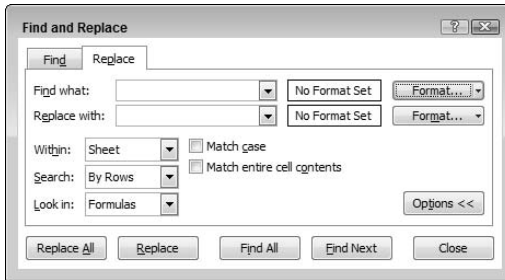 Find and Replace
Find Replace
Find what: No Format Set Format...
Replace with: No Format Set Format...
Within: Sheet Match case
Search: By Rows Match entire cell contents
Look in: Formulas Options <<
Replace All Replace Find All Find Next Close